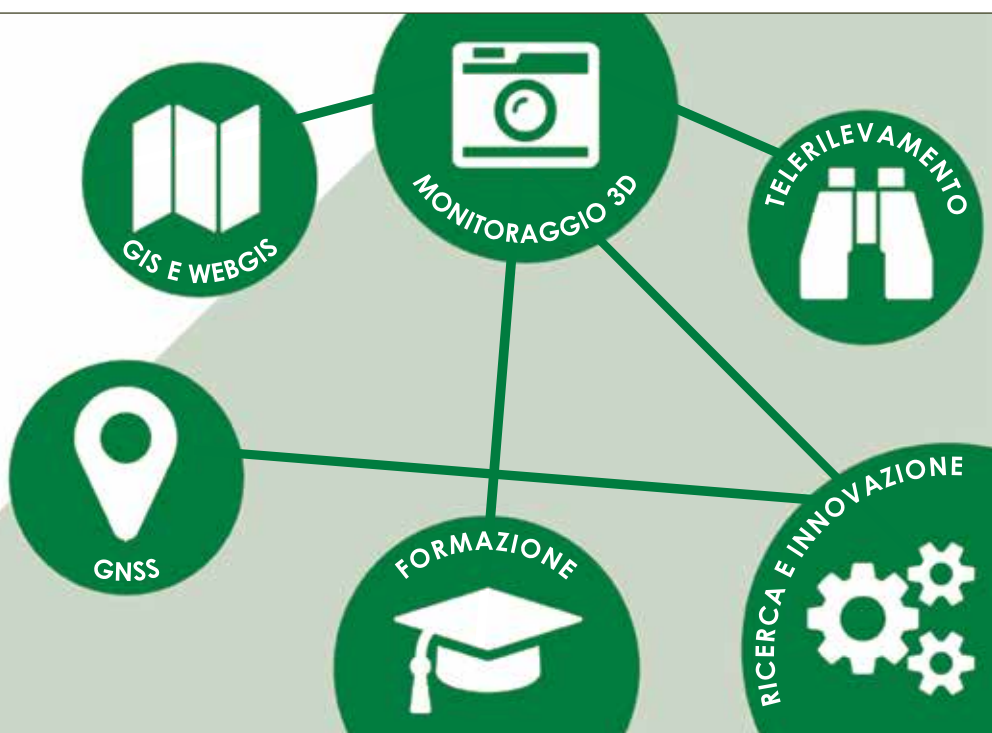 MONITORAGGIO 3D
GIS E WEBGIS
TELERILEVAMENTO
GNSS
FORMAZIONE
RICERCA E INNOVAZIONE